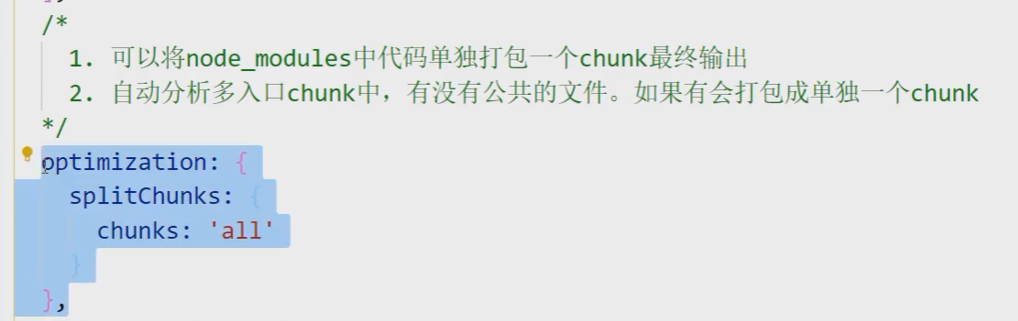 /*
1. 可以将node_modules中代码单独打包一个chunk最终输出
2. 自动分析多入口chunk中，有没有公共的文件。如果有会打包成单独一个chunk
*/
optimization: {
splitChunks: {
chunks: 'all'
}
},